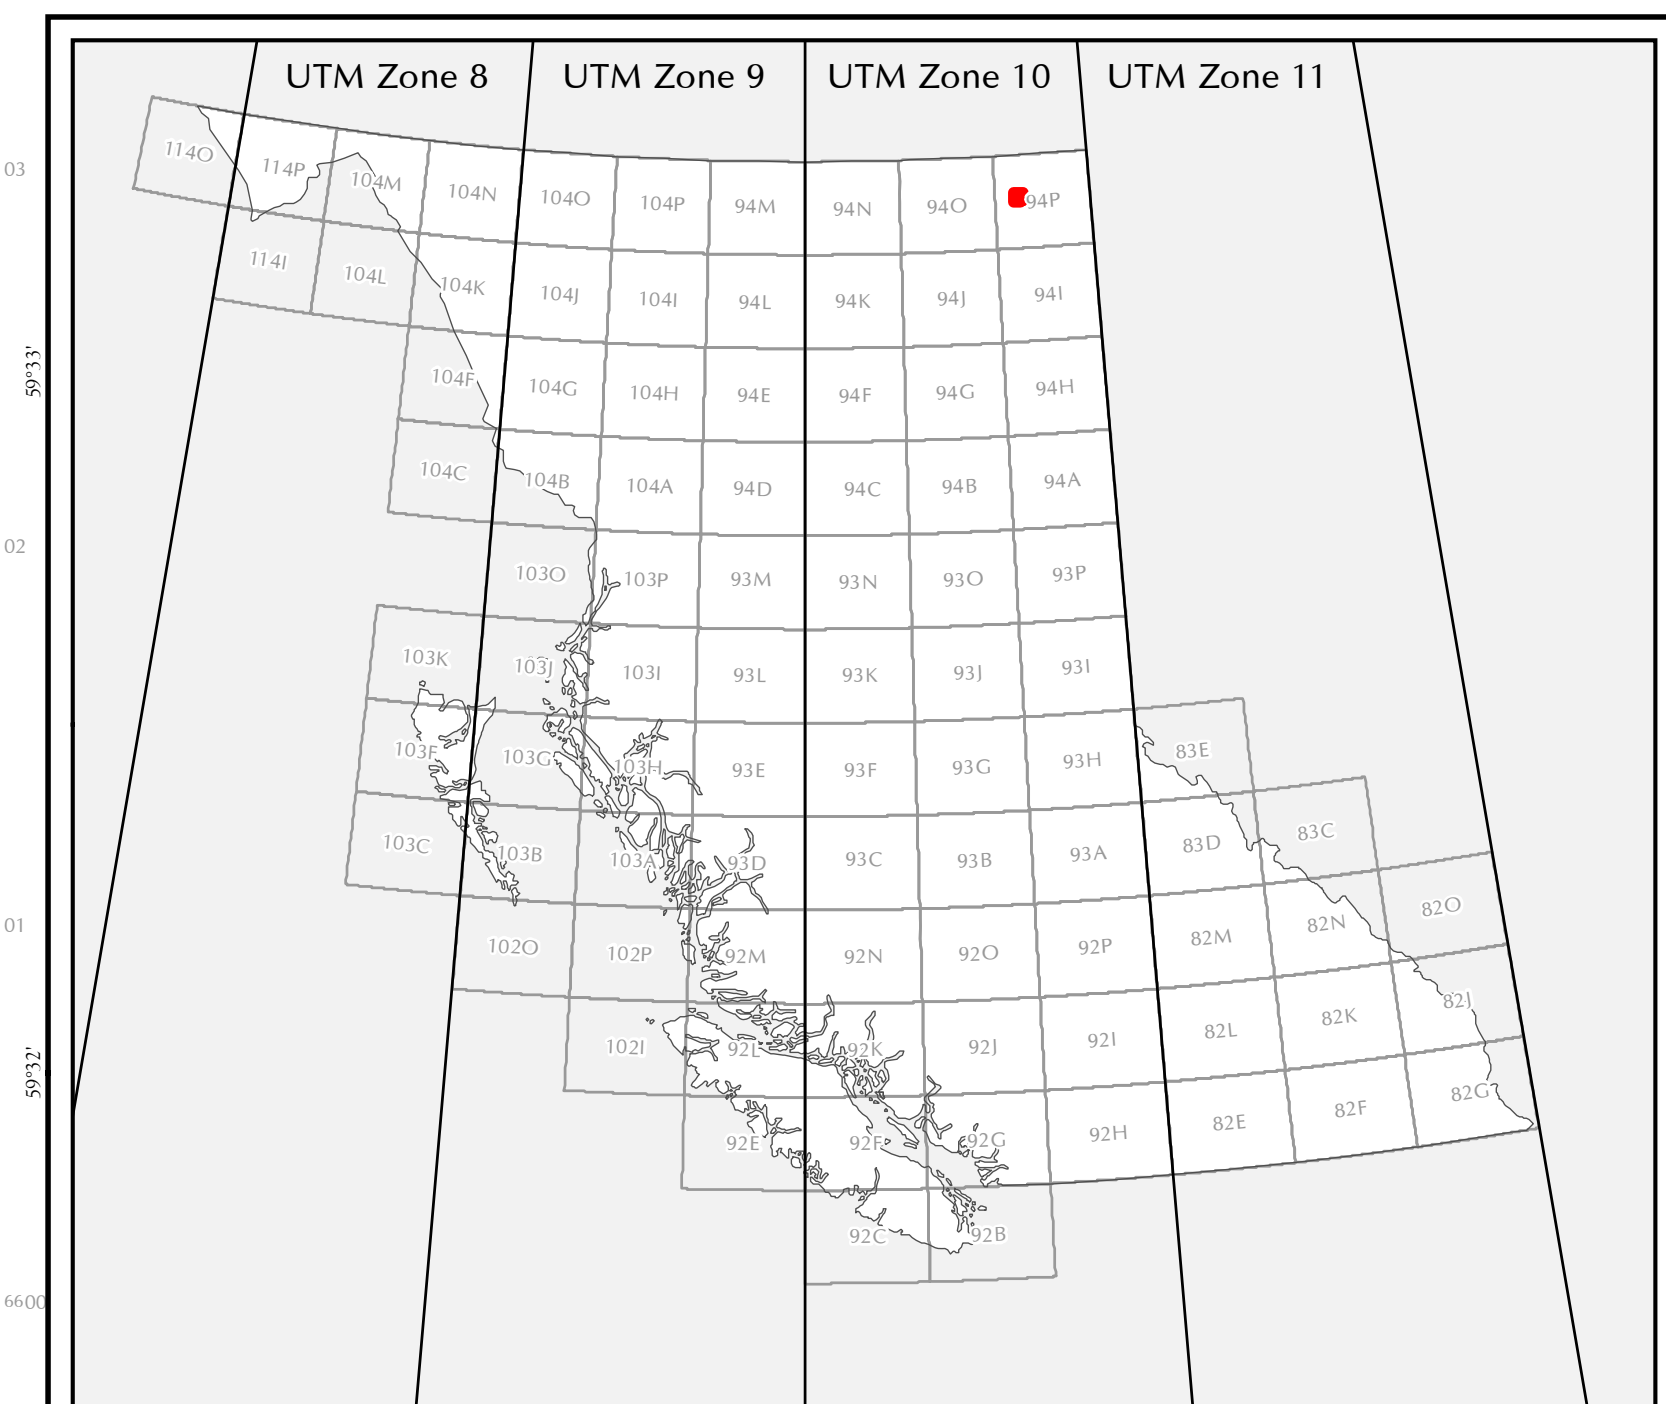 UTM Zone 8 UTM Zone 9 UTM Zone 10 UTM Zone 11
03
114O 114P 104M 104N 104O 104P 94M 94N 94O 94P
114I 104L 104K 104J 104I 94L 94K 94J 94I
59°33'
104F 104G 104H 94E 94F 94G 94H
104C 104B 104A 94D 94C 94B 94A
02
103O 103P 93M 93N 93O 93P
103K 103J 103I 93L 93K 93J 93I
103F 103G 103H 93E 93F 93G 93H 83E
103C 103B 103A 93D 93C 93B 93A 83D 83C
01
102O 102P 92M 92N 92O 92P 82M 82N 82O
59°32'
102I 92L 92K 92J 92I 82L 82K 82J
92E 92F 92G 92H 82E 82F 82G
92C 92B
6600